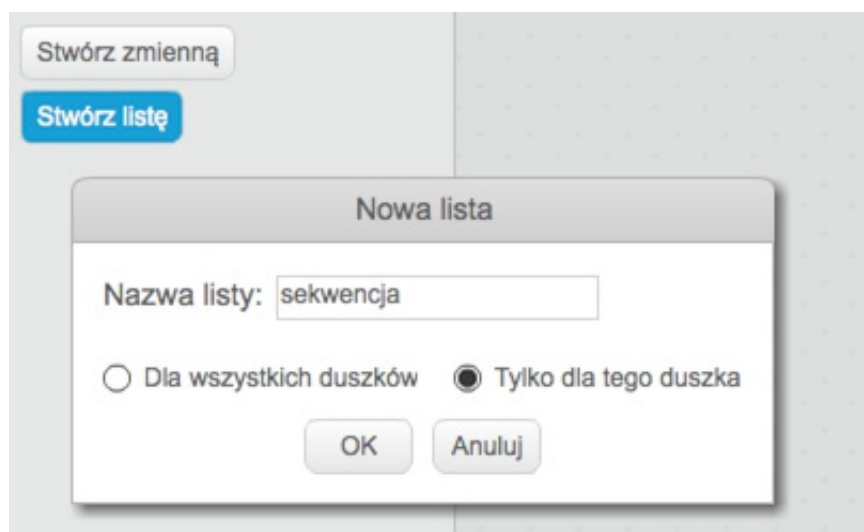 Stwórz zmienną
Stwórz listę
Nowa lista
Nazwa listy: sekwencja
Dla wszystkich duszków Tylko dla tego duszka
OK Anuluj